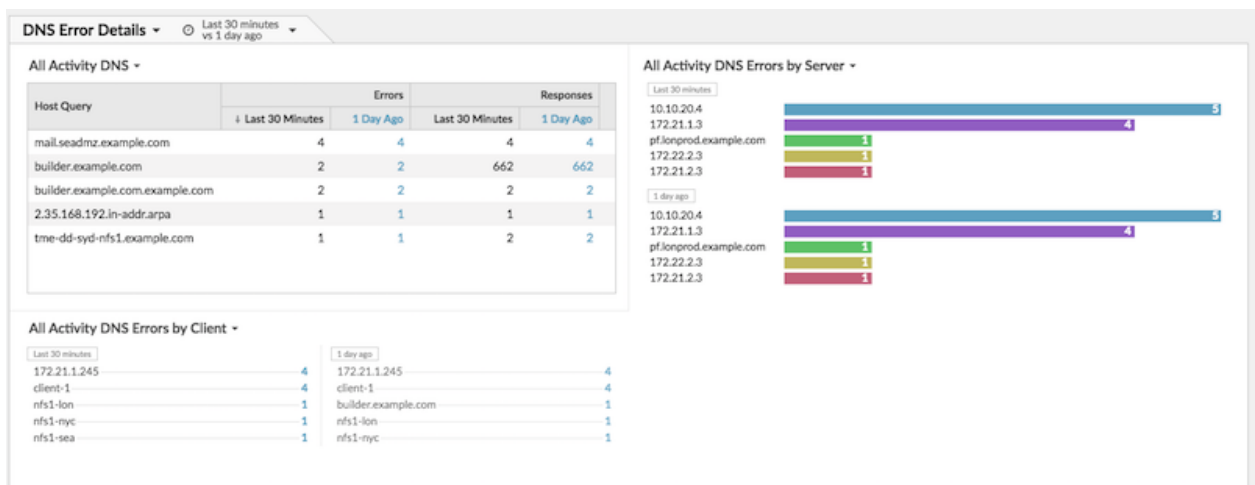 DNS Error Details
Last 30 minutes
vs 1 day ago
All Activity DNS
Host Query Errors Responses
↓ Last 30 Minutes 1 Day Ago Last 30 Minutes 1 Day Ago
mail.seadmz.example.com 4 4 4 4
builder.example.com 2 2 662 662
builder.example.com.example.com 2 2 2 2
2.35.168.192.in-addr.arpa 1 1 1 1
tme-dd-syd-nfs1.example.com 1 1 2 2
All Activity DNS Errors by Server
Last 30 minutes
10.10.20.4 5
172.21.1.3 4
pf.lonprod.example.com 1
172.22.2.3 1
172.21.2.3 1
1 day ago
10.10.20.4 5
172.21.1.3 4
pf.lonprod.example.com 1
172.22.2.3 1
172.21.2.3 1
All Activity DNS Errors by Client
Last 30 minutes
172.21.1.245 4
client-1 4
nfs1-lon 1
nfs1-nyc 1
nfs1-sea 1
1 day ago
172.21.1.245 4
client-1 4
builder.example.com 1
nfs1-lon 1
nfs1-nyc 1